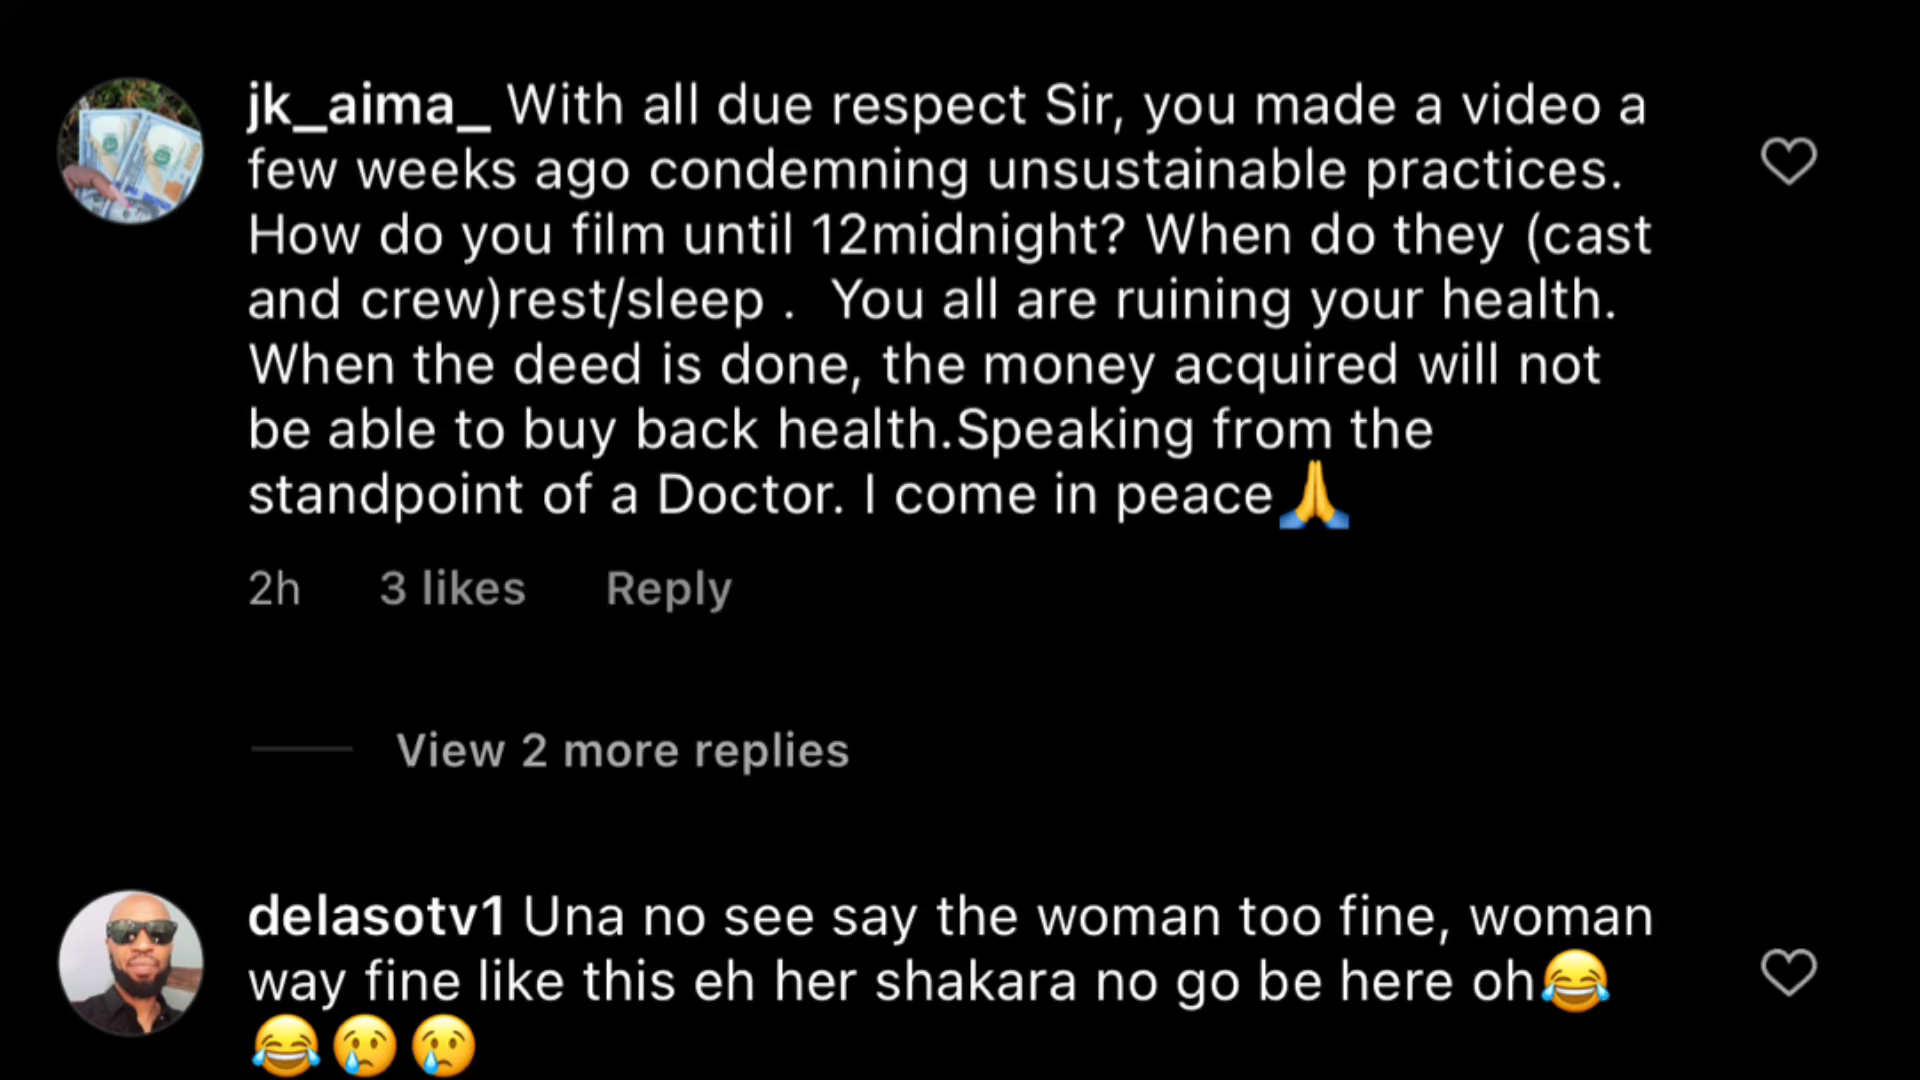 jk_aima_ With all due respect Sir, you made a video a
few weeks ago condemning unsustainable practices.
How do you film until 12midnight? When do they (cast
and crew)rest/sleep .  You all are ruining your health.
When the deed is done, the money acquired will not
be able to buy back health.Speaking from the
standpoint of a Doctor. I come in peace🙏
2h 3 likes Reply
View 2 more replies
delasotv1 Una no see say the woman too fine, woman
way fine like this eh her shakara no go be here oh😂
😂😢😢